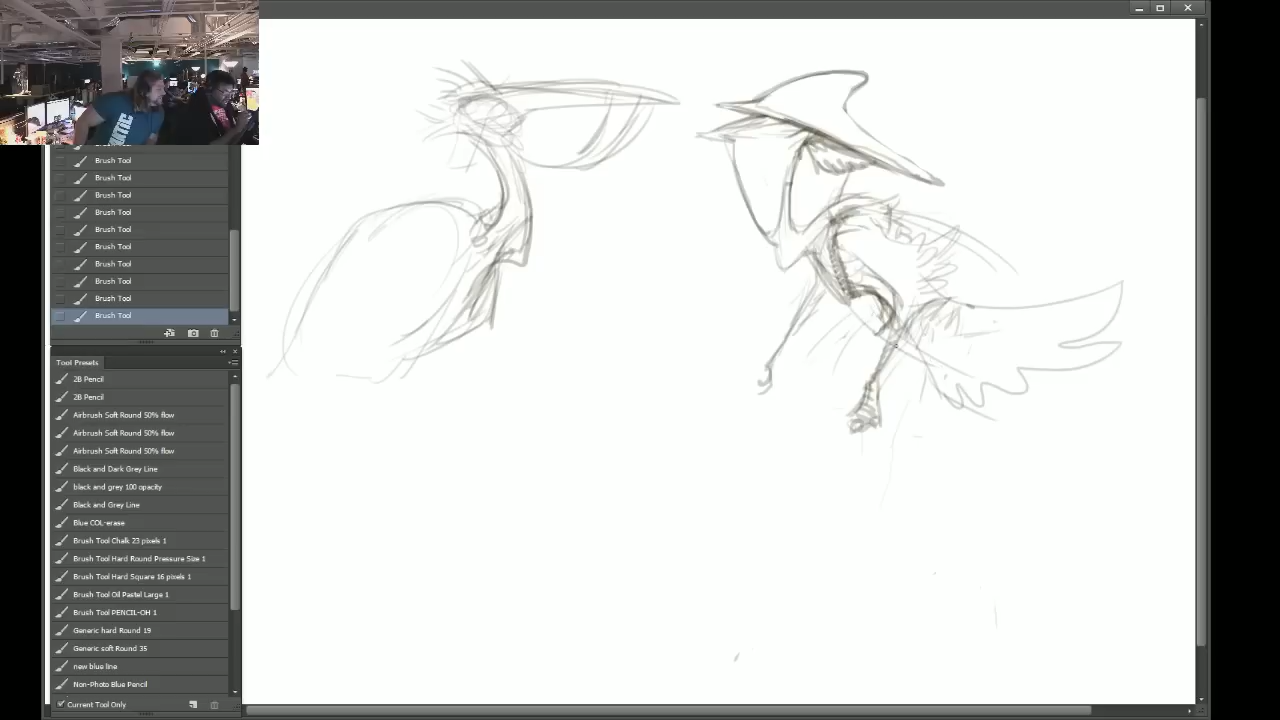 ATIC
Brush Tool
Brush Tool
Brush Tool
Brush Tool
Brush Tool
Brush Tool
Brush Tool
Brush Tool
Brush Tool
Brush Tool
Tool Presets
2B Pencil
2B Pencil
Airbrush Soft Round 50% flow
Airbrush Soft Round 50% flow
Airbrush Soft Round 50% flow
Black and Dark Grey Line
black and grey 100 opacity
Black and Grey Line
Blue COL-erase
Brush Tool Chalk 23 pixels 1
Brush Tool Hard Round Pressure Size 1
Brush Tool Hard Square 16 pixels 1
Brush Tool Oil Pastel Large 1
Brush Tool PENCIL-OH 1
Generic hard Round 19
Generic soft Round 35
new blue line
Non-Photo Blue Pencil
Current Tool Only